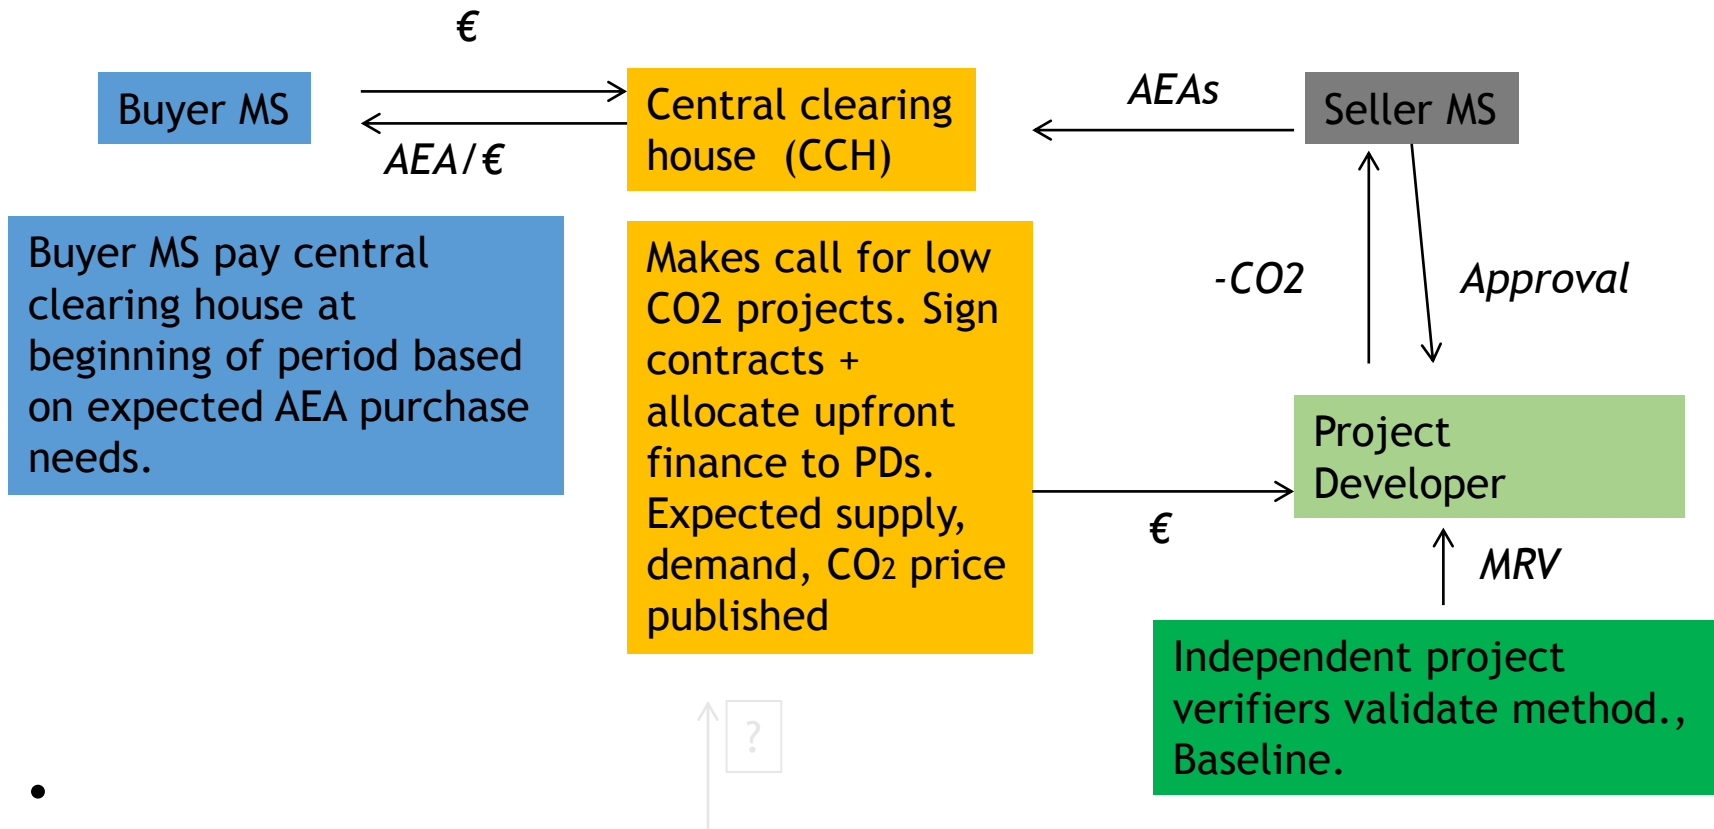 €
Buyer MS
AEA/€
Central clearing
house (CCH)
AEAs
Seller MS
Buyer MS pay central
clearing house at
beginning of period based
on expected AEA purchase
needs.
Makes call for low
CO2 projects. Sign
contracts +
allocate upfront
finance to PDs.
Expected supply,
demand, CO2 price
published
-CO2
Approval
€
Project
Developer
MRV
Independent project
verifiers validate method.,
Baseline.
?
•